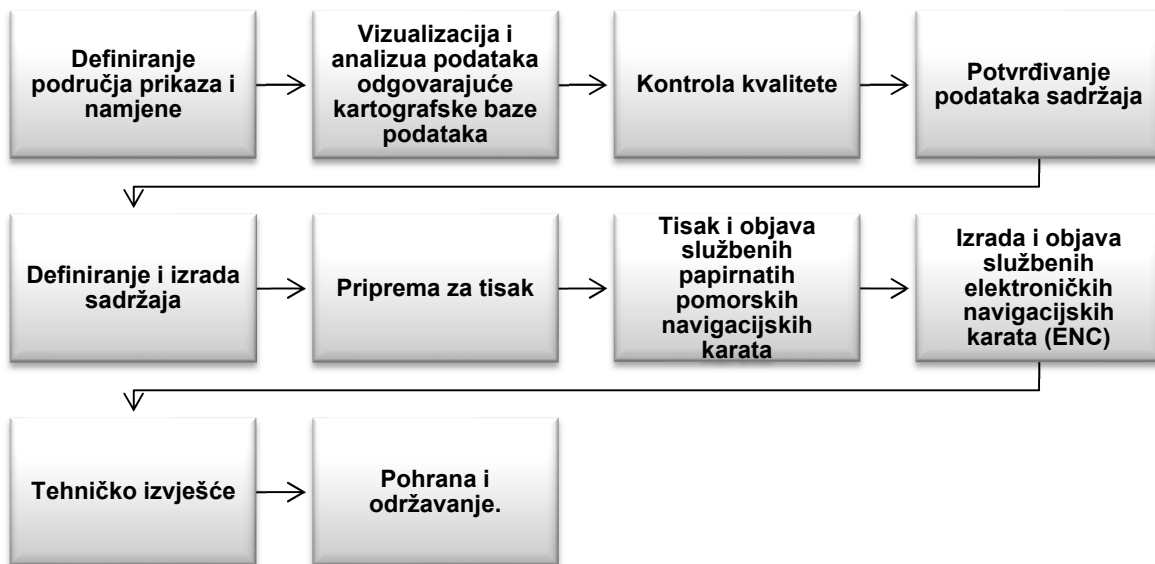 Definiranje
područja prikaza i
namjene
Vizualizacija i
analizua podataka
odgovarajuće
kartografske baze
podataka
Kontrola kvalitete
Potvrđivanje
podataka sadržaja
Definiranje i izrada
sadržaja
Priprema za tisak
Tisak i objava
službenih
papirnatih
pomorskih
navigacijskih
karata
Izrada i objava
službenih
elektroničkih
navigacijskih
karata (ENC)
Tehničko izvješće
Pohrana i
održavanje.